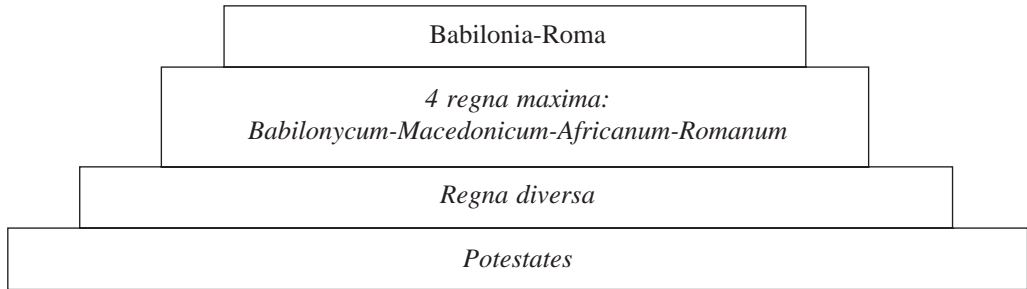 Babilonia-Roma
4 regna maxima:
Babilonycum-Macedonicum-Africanum-Romanum
Regna diversa
Potestates